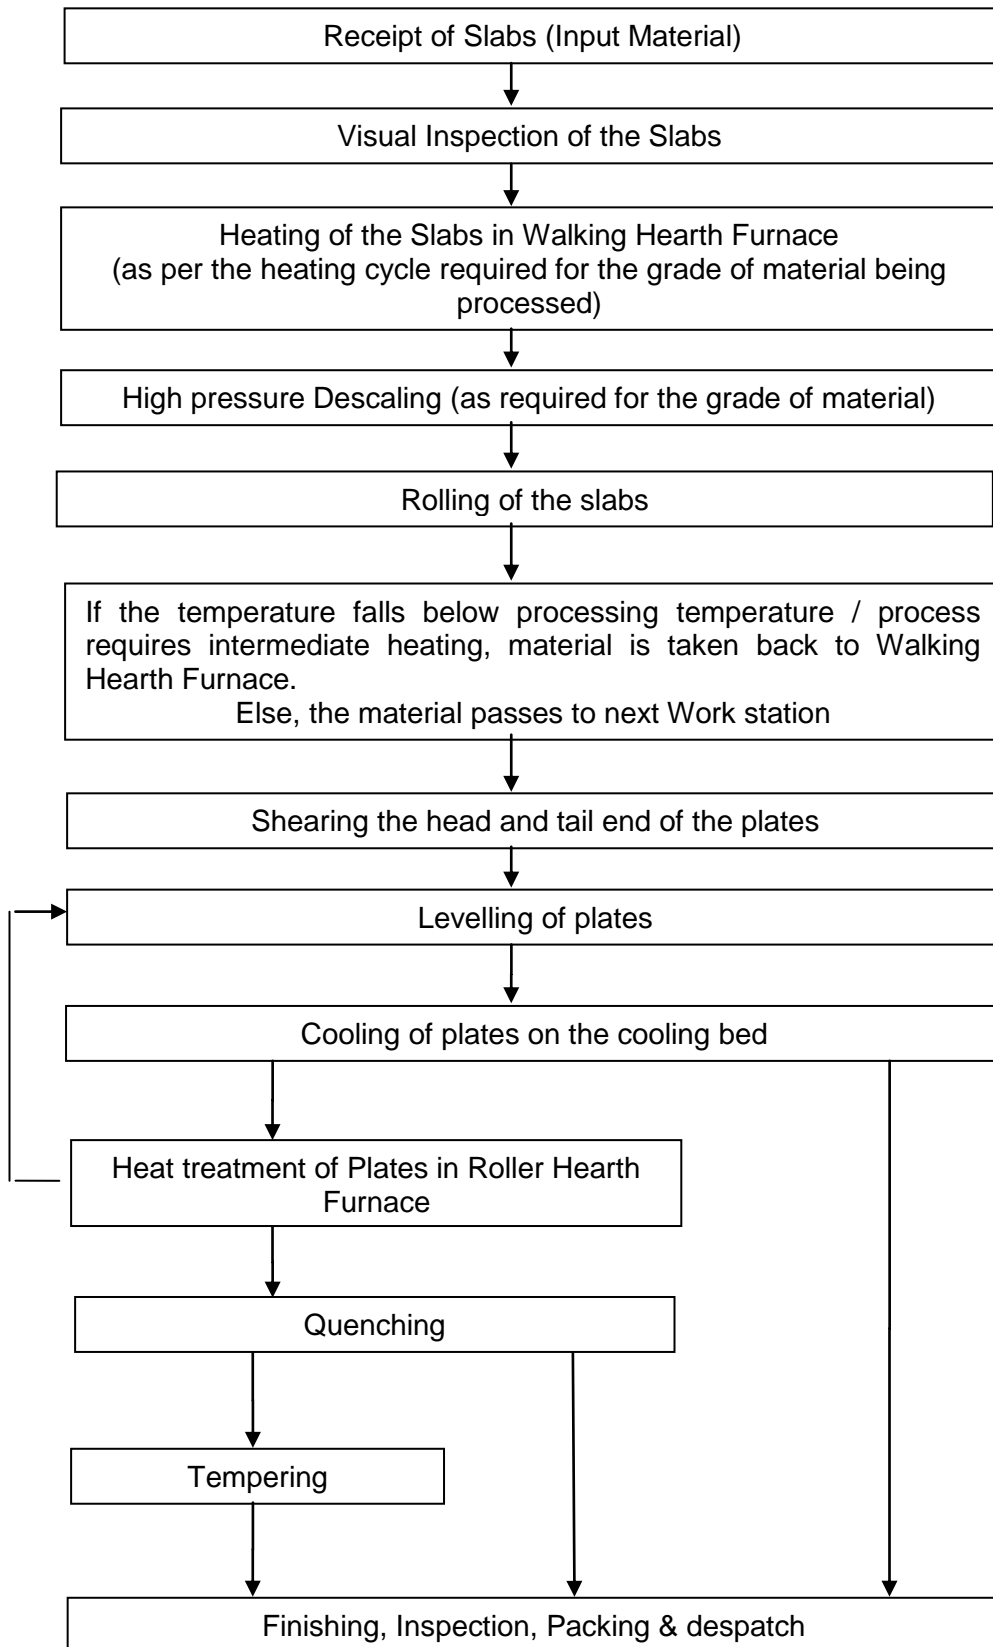 Receipt of Slabs (Input Material)
Visual Inspection of the Slabs
Heating of the Slabs in Walking Hearth Furnace
(as per the heating cycle required for the grade of material being
processed)
High pressure Descaling (as required for the grade of material)
Rolling of the slabs
If the temperature falls below processing temperature / process
requires intermediate heating, material is taken back to Walking
Hearth Furnace.
Else, the material passes to next Work station
Shearing the head and tail end of the plates
Levelling of plates
Cooling of plates on the cooling bed
Heat treatment of Plates in Roller Hearth
Furnace
Quenching
Tempering
Finishing, Inspection, Packing & despatch